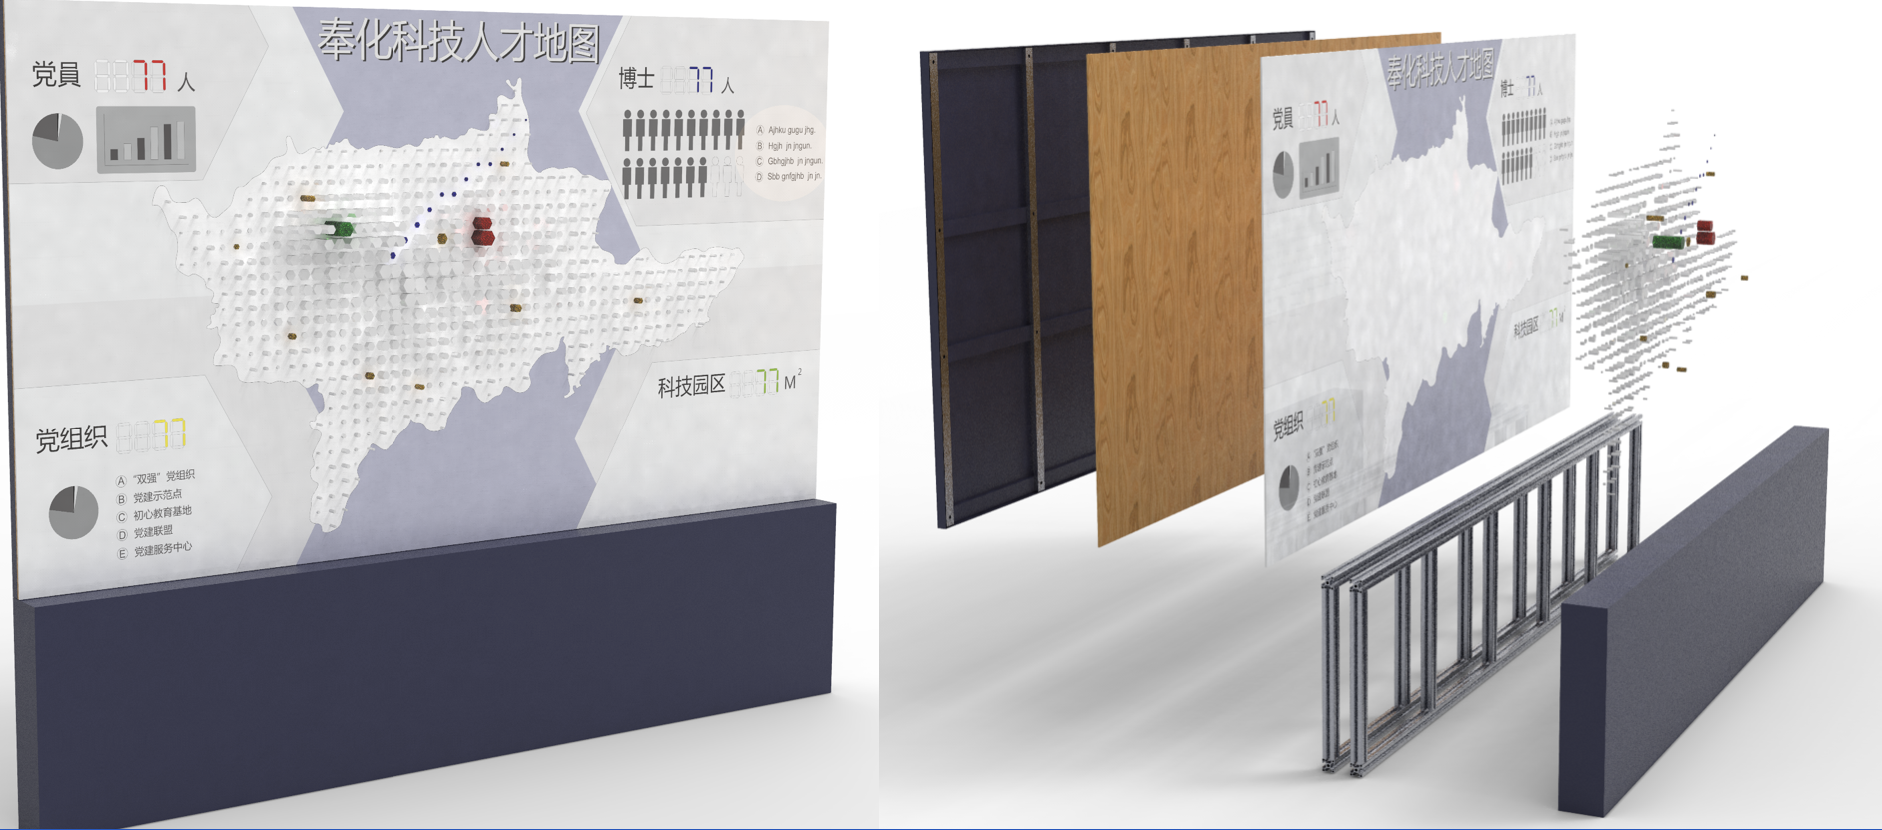 奉化科技人才地图
党員 8877 人
博士 8877 人
A Ajhku gugu jhg.
B Hgjh jn jngun.
C Gbhgjhb jn jngun.
D Sbb gnfgjhb jn jn.
科技园区 8877 M²
党组织 8877
A “双强”党组织
B 党建示范点
C 初心教育基地
D 党建联盟
E 党建服务中心
奉化科技人才地图
党員 77 人
博士 77 人
科技园区 77 M²
党组织 77